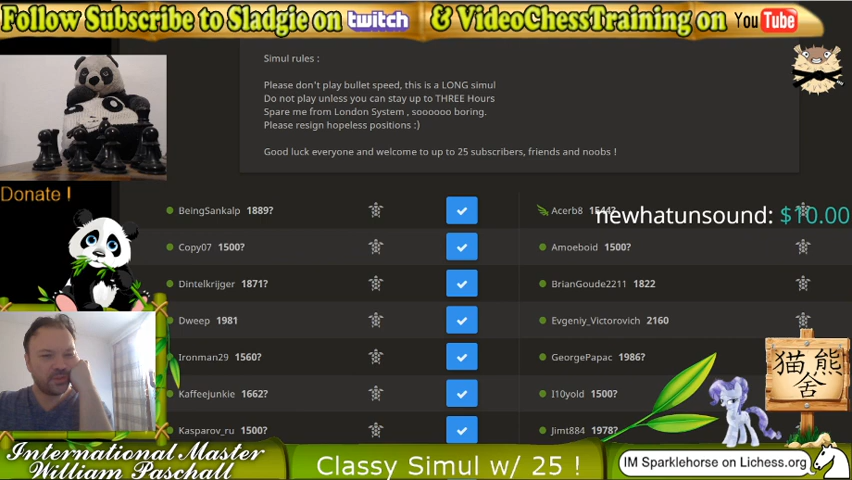 Follow Subscribe to Sladgie on twitch & VideoChessTraining on YouTube
Simul rules :
Please don't play bullet speed, this is a LONG simul
Do not play unless you can stay up to THREE Hours
Spare me from London System , soooooo boring.
Please resign hopeless positions :)
Good luck everyone and welcome to up to 25 subscribers, friends and noobs !
Donate !
newhatunsound: $10.00
BeingSankalp 1889?
Acerb8
Copy07 1500?
Amoeboid 1500?
Dintelkrijger 1871?
BrianGoude2211 1822
Dweep 1981
Evgeniy_Victorovich 2160
Ironman29 1560?
GeorgePapac 1986?
Kaffeejunkie 1662?
I10yold 1500?
Kasparov_ru 1500?
Jimt884 1978?
猫熊
舍
International Master
William Paschall
Classy Simul w/ 25 !
IM Sparklehorse on Lichess.org